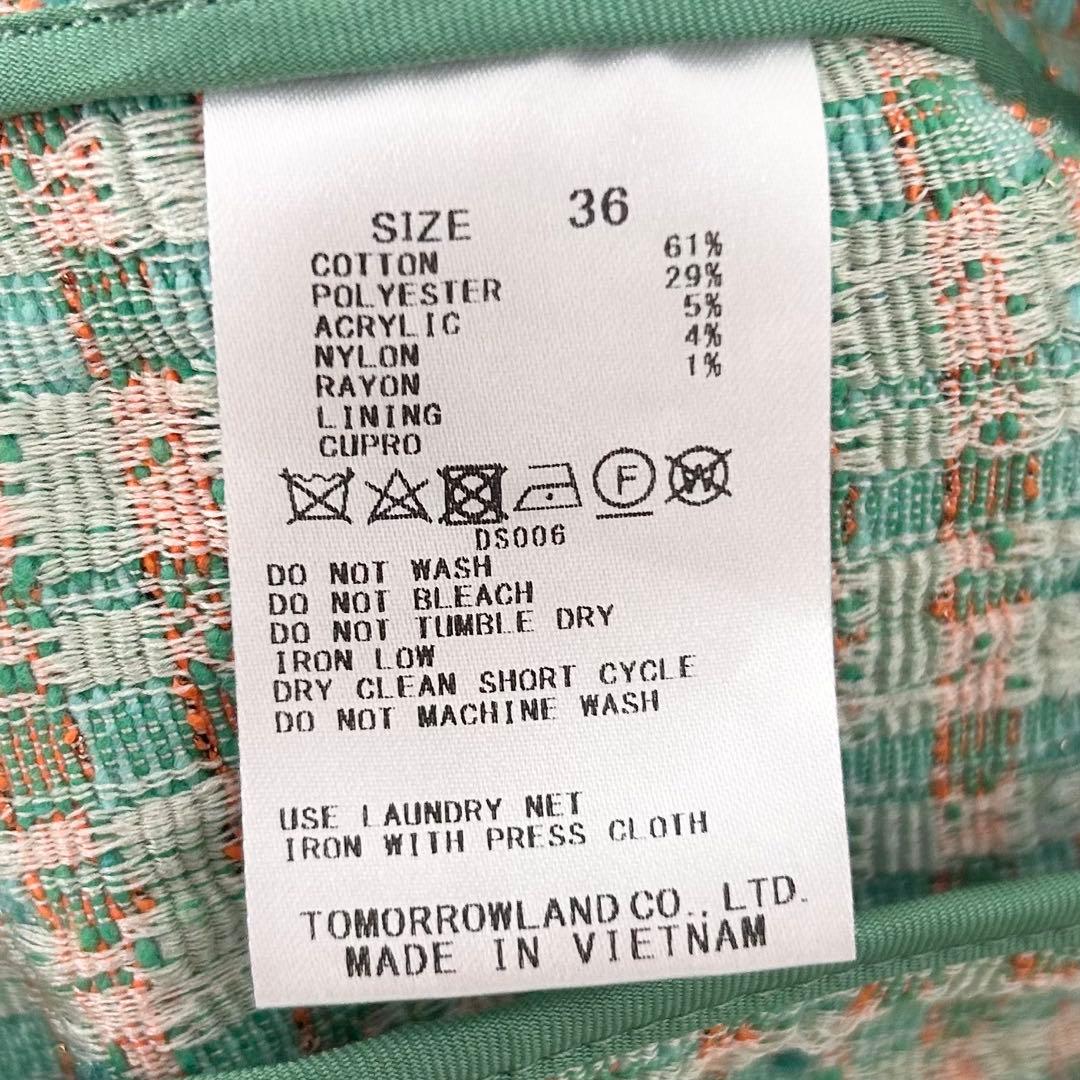 SIZE 36
COTTON 61%
POLYESTER 29%
ACRYLIC 5%
NYLON 4%
RAYON 1%
LINING
CUPRO
F W
DS006
DO NOT WASH
DO NOT BLEACH
DO NOT TUMBLE DRY
IRON LOW
DRY CLEAN SHORT CYCLE
DO NOT MACHINE WASH
USE LAUNDRY NET
IRON WITH PRESS CLOTH
TOMORROWLAND CO., LTD.
MADE IN VIETNAM